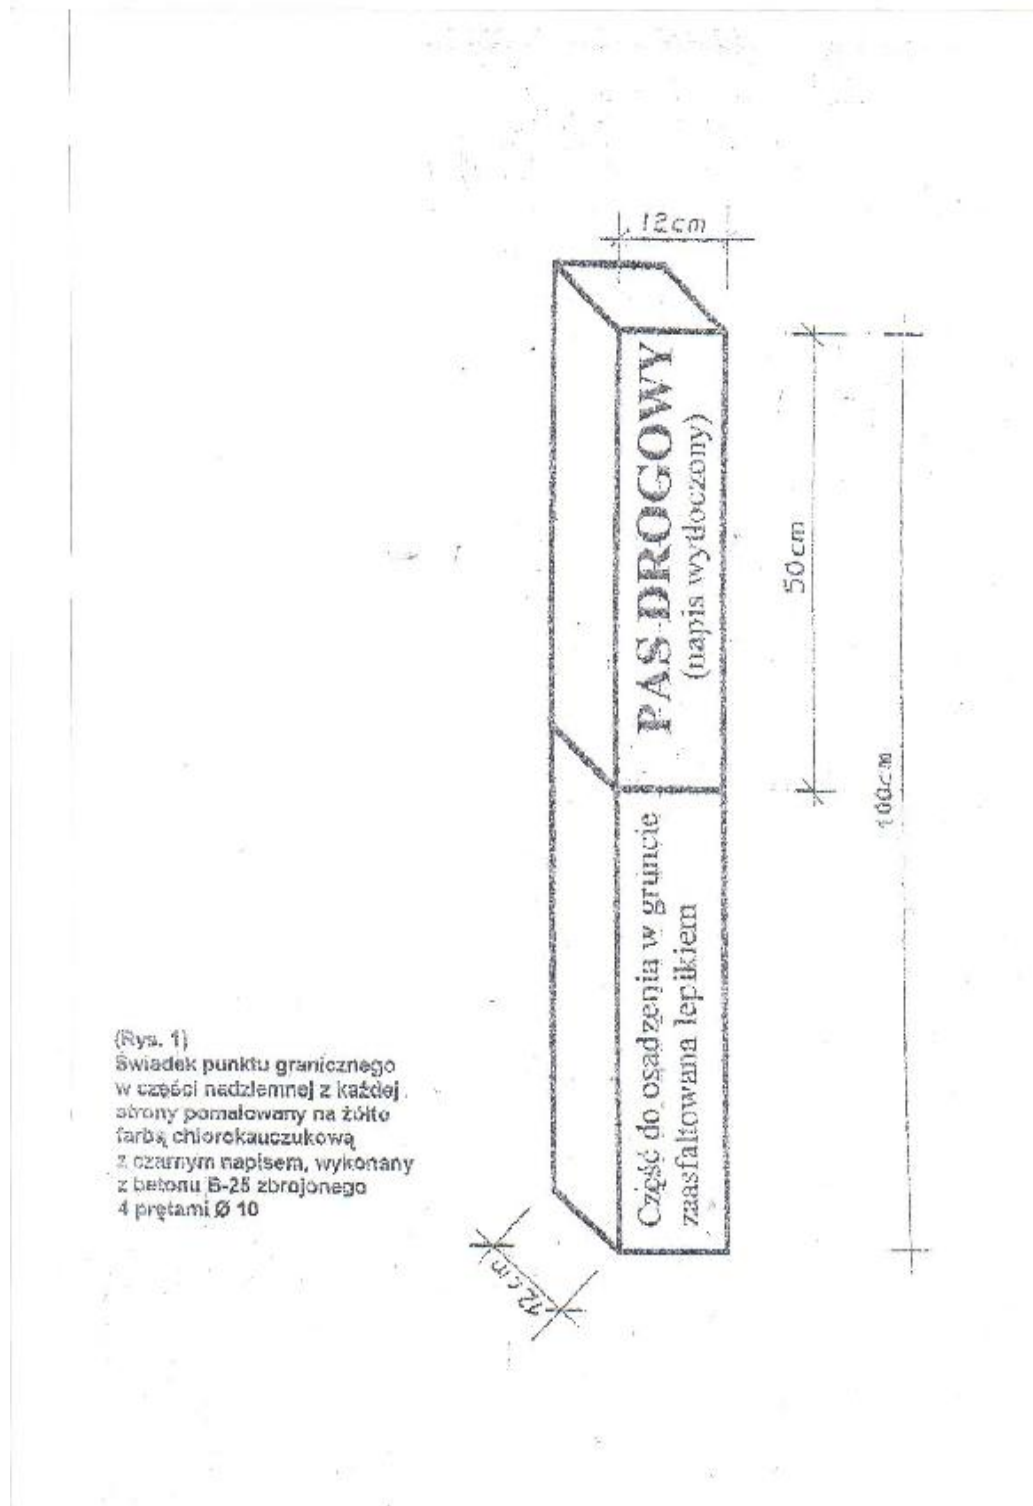 12cm
PAS DROGOWY
(napis wytłoczony)
50cm
100cm
Część do osadzenia w gruncie
zaasfaltowana lepikiem
(Rys. 1)
Świadek punktu granicznego
w części nadziemnej z każdej
strony pomalowany na żółto
farbą chlorokauczukową
z czarnym napisem, wykonany
z betonu B-25 zbrojonego
4 prętami Ø 10
12cm